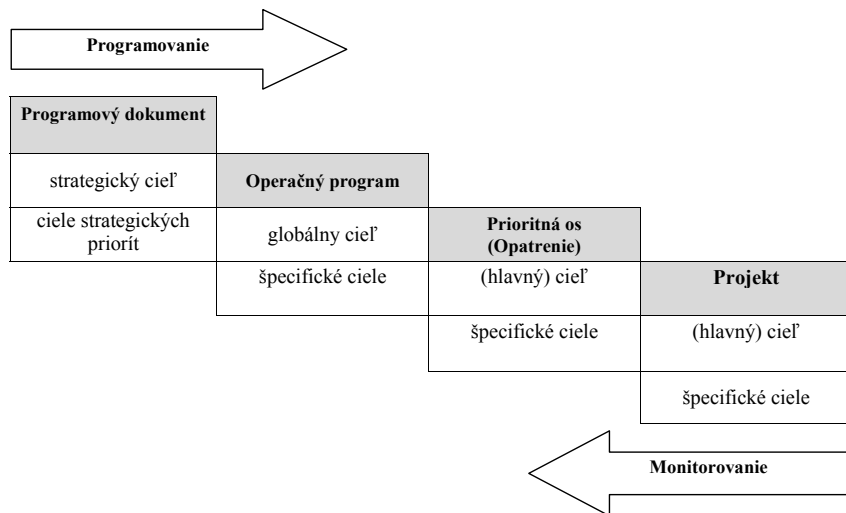 Programovanie
Programový dokument
strategický cieľ
Operačný program
ciele strategických
priorít
globálny cieľ
Prioritná os
(Opatrenie)
špecifické ciele
(hlavný) cieľ
Projekt
špecifické ciele
(hlavný) cieľ
špecifické ciele
Monitorovanie